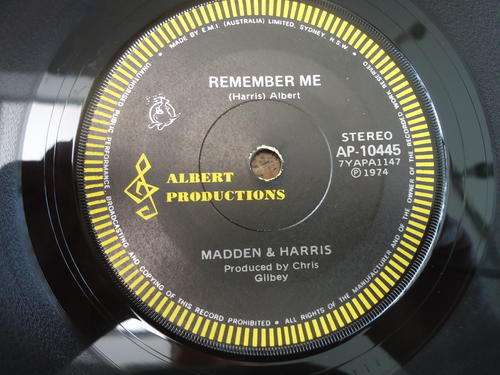 MADE BY E.M.I. (AUSTRALIA) LIMITED. SYDNEY, N.S.W.
REMEMBER ME
(Harris) Albert
STEREO
AP-10445
7YAPA1147
Ⓟ 1974
ALBERT
PRODUCTIONS
MADDEN & HARRIS
Produced by Chris
Gilbey
ALL RIGHTS OF THE MANUFACTURER AND OF THE OWNER OF THE RECORDED WORK RESERVED
UNAUTHORISED PUBLIC PERFORMANCE BROADCASTING AND COPYING OF THIS RECORD PROHIBITED